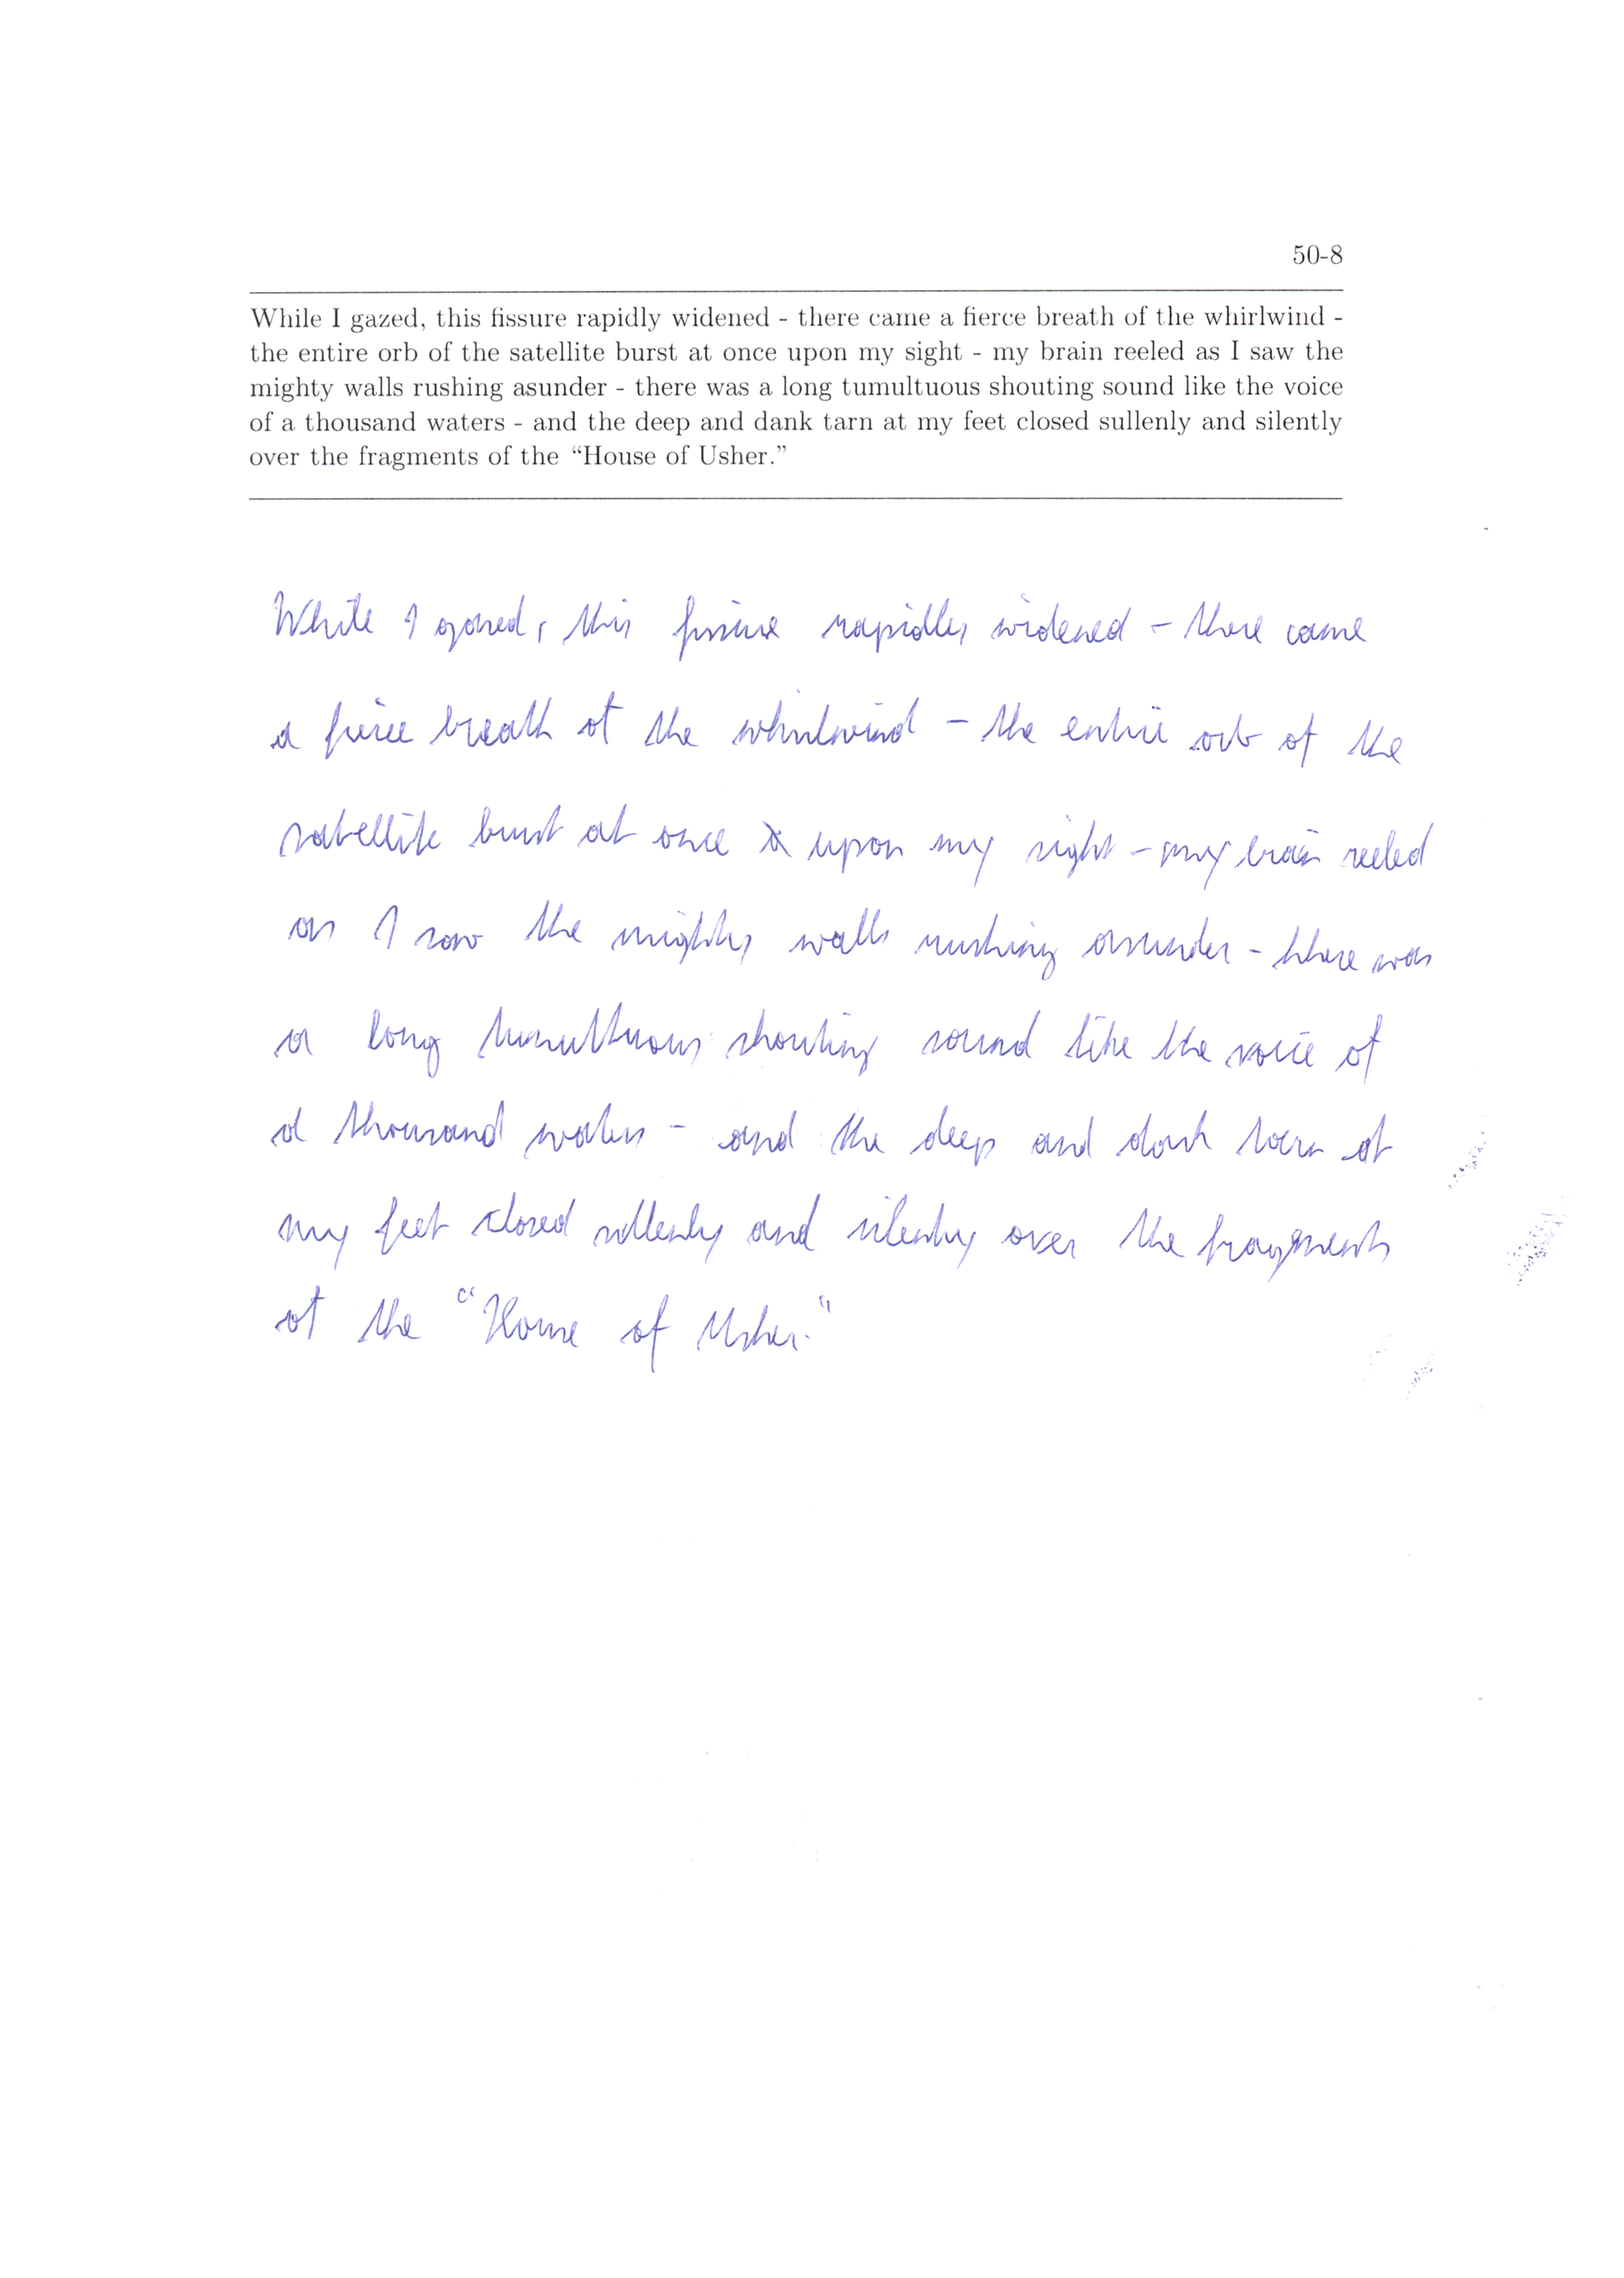 50-8
While I gazed, this fissure rapidly widened - there came a fierce breath of the whirlwind -
the entire orb of the satellite burst at once upon my sight - my brain reeled as I saw the
mighty walls rushing asunder - there was a long tumultuous shouting sound like the voice
of a thousand waters - and the deep and dank tarn at my feet closed sullenly and silently
over the fragments of the “House of Usher.”
While I gazed, this fissure rapidly widened - there came
a fierce breath of the whirlwind - the entire orb of the
satellite burst at once upon my sight - my brain reeled
as I saw the mighty walls rushing asunder - there was
a long tumultuous shouting sound like the voice of
a thousand waters - and the deep and dank tarn at
my feet closed sullenly and silently over the fragments
of the “House of Usher.”